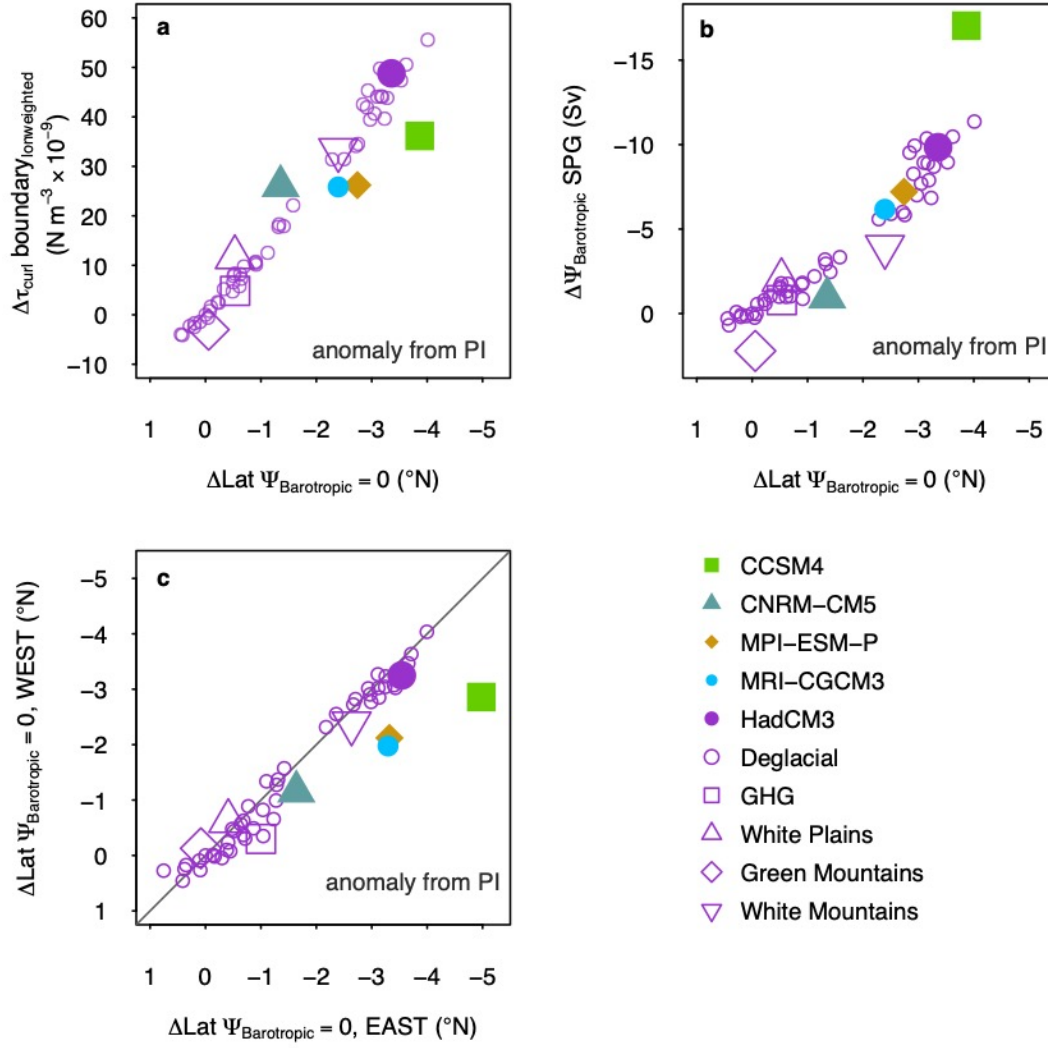 a
60
50
40
30
20
10
0
−10
Δτcurl boundarylonweighted
(N m−3 × 10−9)
anomaly from PI
1 0 −1 −2 −3 −4 −5
ΔLat ΨBarotropic = 0 (°N)
b
−15
−10
−5
0
ΔΨBarotropic SPG (Sv)
anomaly from PI
1 0 −1 −2 −3 −4 −5
ΔLat ΨBarotropic = 0 (°N)
c
−5
−4
−3
−2
−1
0
1
ΔLat ΨBarotropic = 0, WEST (°N)
anomaly from PI
1 0 −1 −2 −3 −4 −5
ΔLat ΨBarotropic = 0, EAST (°N)
CCSM4
CNRM−CM5
MPI−ESM−P
MRI−CGCM3
HadCM3
Deglacial
GHG
White Plains
Green Mountains
White Mountains